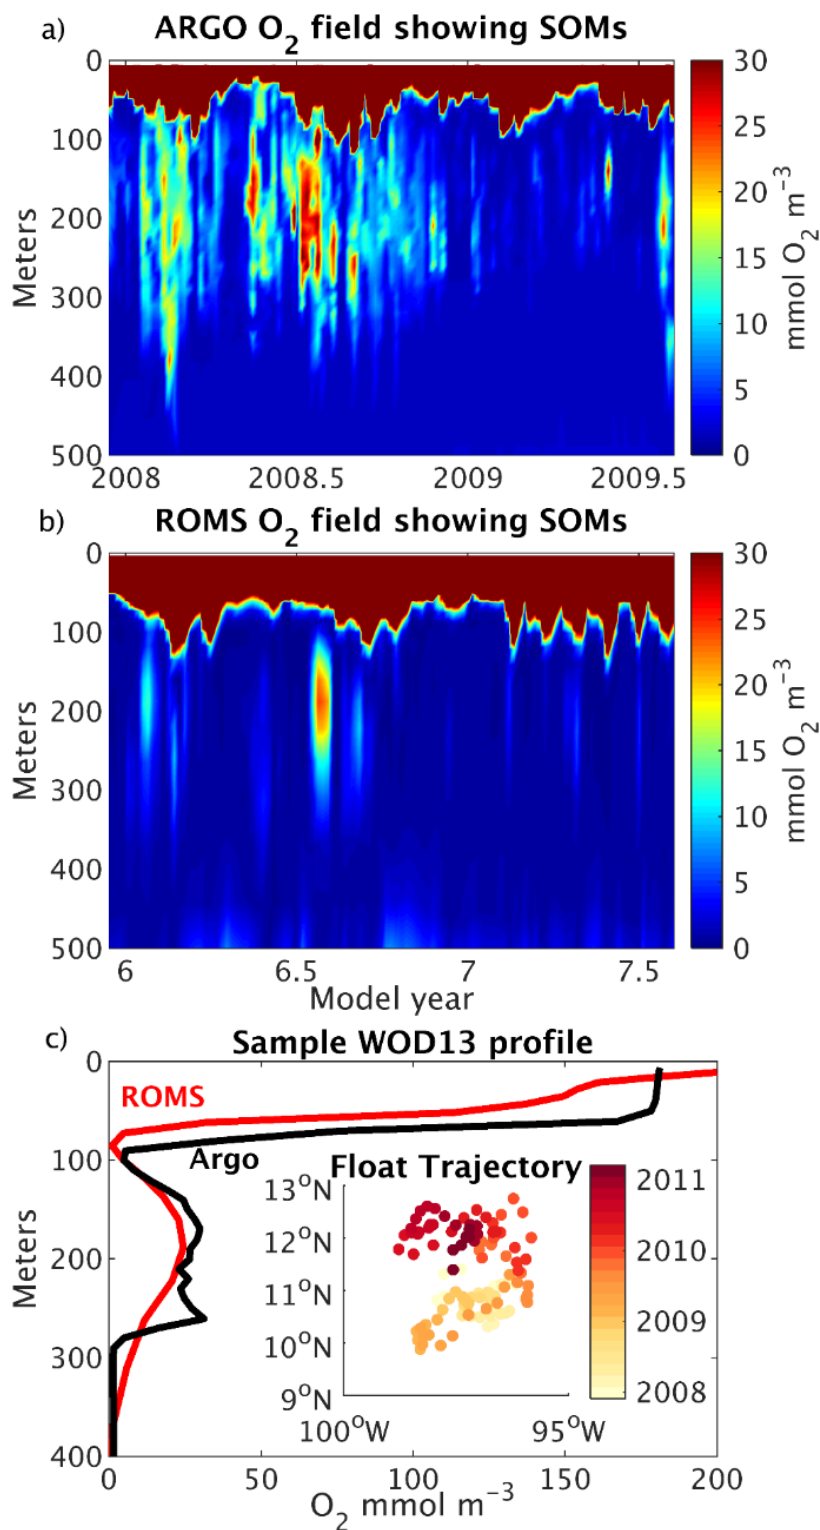 a)
ARGO O2 field showing SOMs
0
100
200
300
400
500
Meters
2008
2008.5
2009
2009.5
30
25
20
15
10
5
0
mmol O2 m−3
b)
ROMS O2 field showing SOMs
0
100
200
300
400
500
Meters
6
6.5
7
7.5
Model year
30
25
20
15
10
5
0
mmol O2 m−3
c)
Sample WOD13 profile
0
100
200
300
400
Meters
ROMS
Argo
Float Trajectory
13°N
12°N
11°N
10°N
9°N
100°W
95°W
2011
2010
2009
2008
0
50
100
150
200
O2 mmol m−3